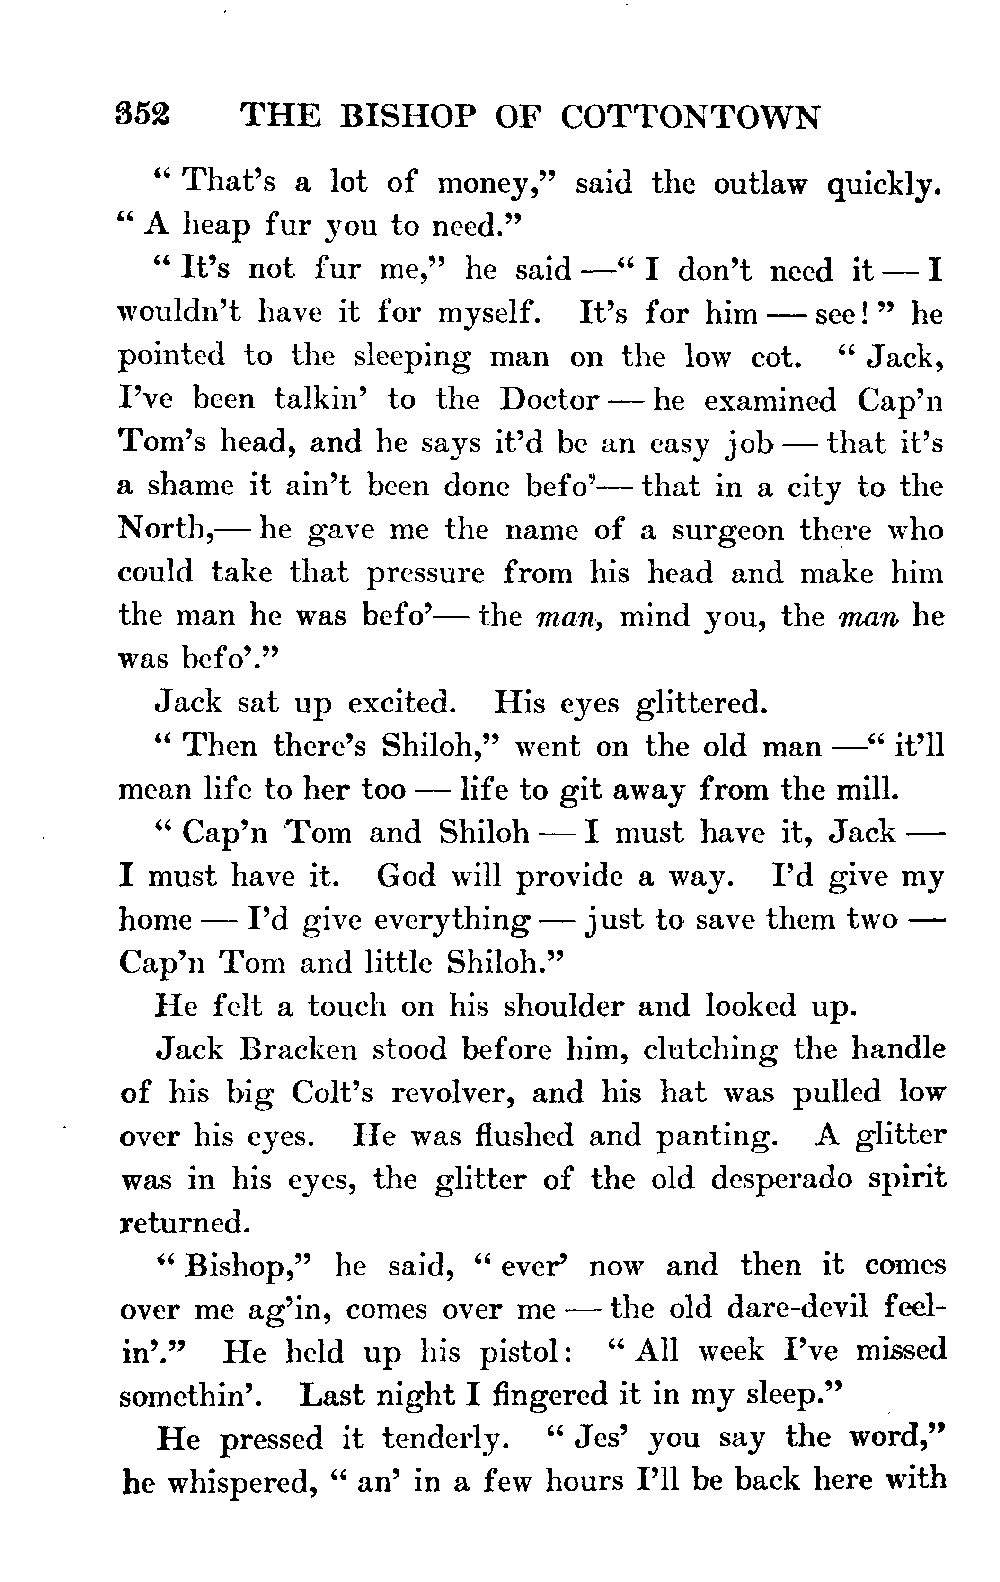 352 THE BISHOP OF COTTONTOWN
“ That’s a lot of money,” said the outlaw quickly.
“ A heap fur you to need.”
“ It’s not fur me,” he said —“ I don’t need it — I
wouldn’t have it for myself. It’s for him — see! ” he
pointed to the sleeping man on the low cot. “ Jack,
I’ve been talkin’ to the Doctor — he examined Cap’n
Tom’s head, and he says it’d be an easy job — that it’s
a shame it ain’t been done befo’— that in a city to the
North,— he gave me the name of a surgeon there who
could take that pressure from his head and make him
the man he was befo’— the man, mind you, the man he
was befo’.”
Jack sat up excited. His eyes glittered.
“ Then there’s Shiloh,” went on the old man —“ it’ll
mean life to her too — life to git away from the mill.
“ Cap’n Tom and Shiloh — I must have it, Jack —
I must have it. God will provide a way. I’d give my
home — I’d give everything — just to save them two —
Cap’n Tom and little Shiloh.”
He felt a touch on his shoulder and looked up.
Jack Bracken stood before him, clutching the handle
of his big Colt’s revolver, and his hat was pulled low
over his eyes. He was flushed and panting. A glitter
was in his eyes, the glitter of the old desperado spirit
returned.
“ Bishop,” he said, “ ever’ now and then it comes
over me ag’in, comes over me — the old dare-devil feel-
in’.” He held up his pistol: “ All week I’ve missed
somethin’. Last night I fingered it in my sleep.”
He pressed it tenderly. “ Jes’ you say the word,”
he whispered, “ an’ in a few hours I’ll be back here with